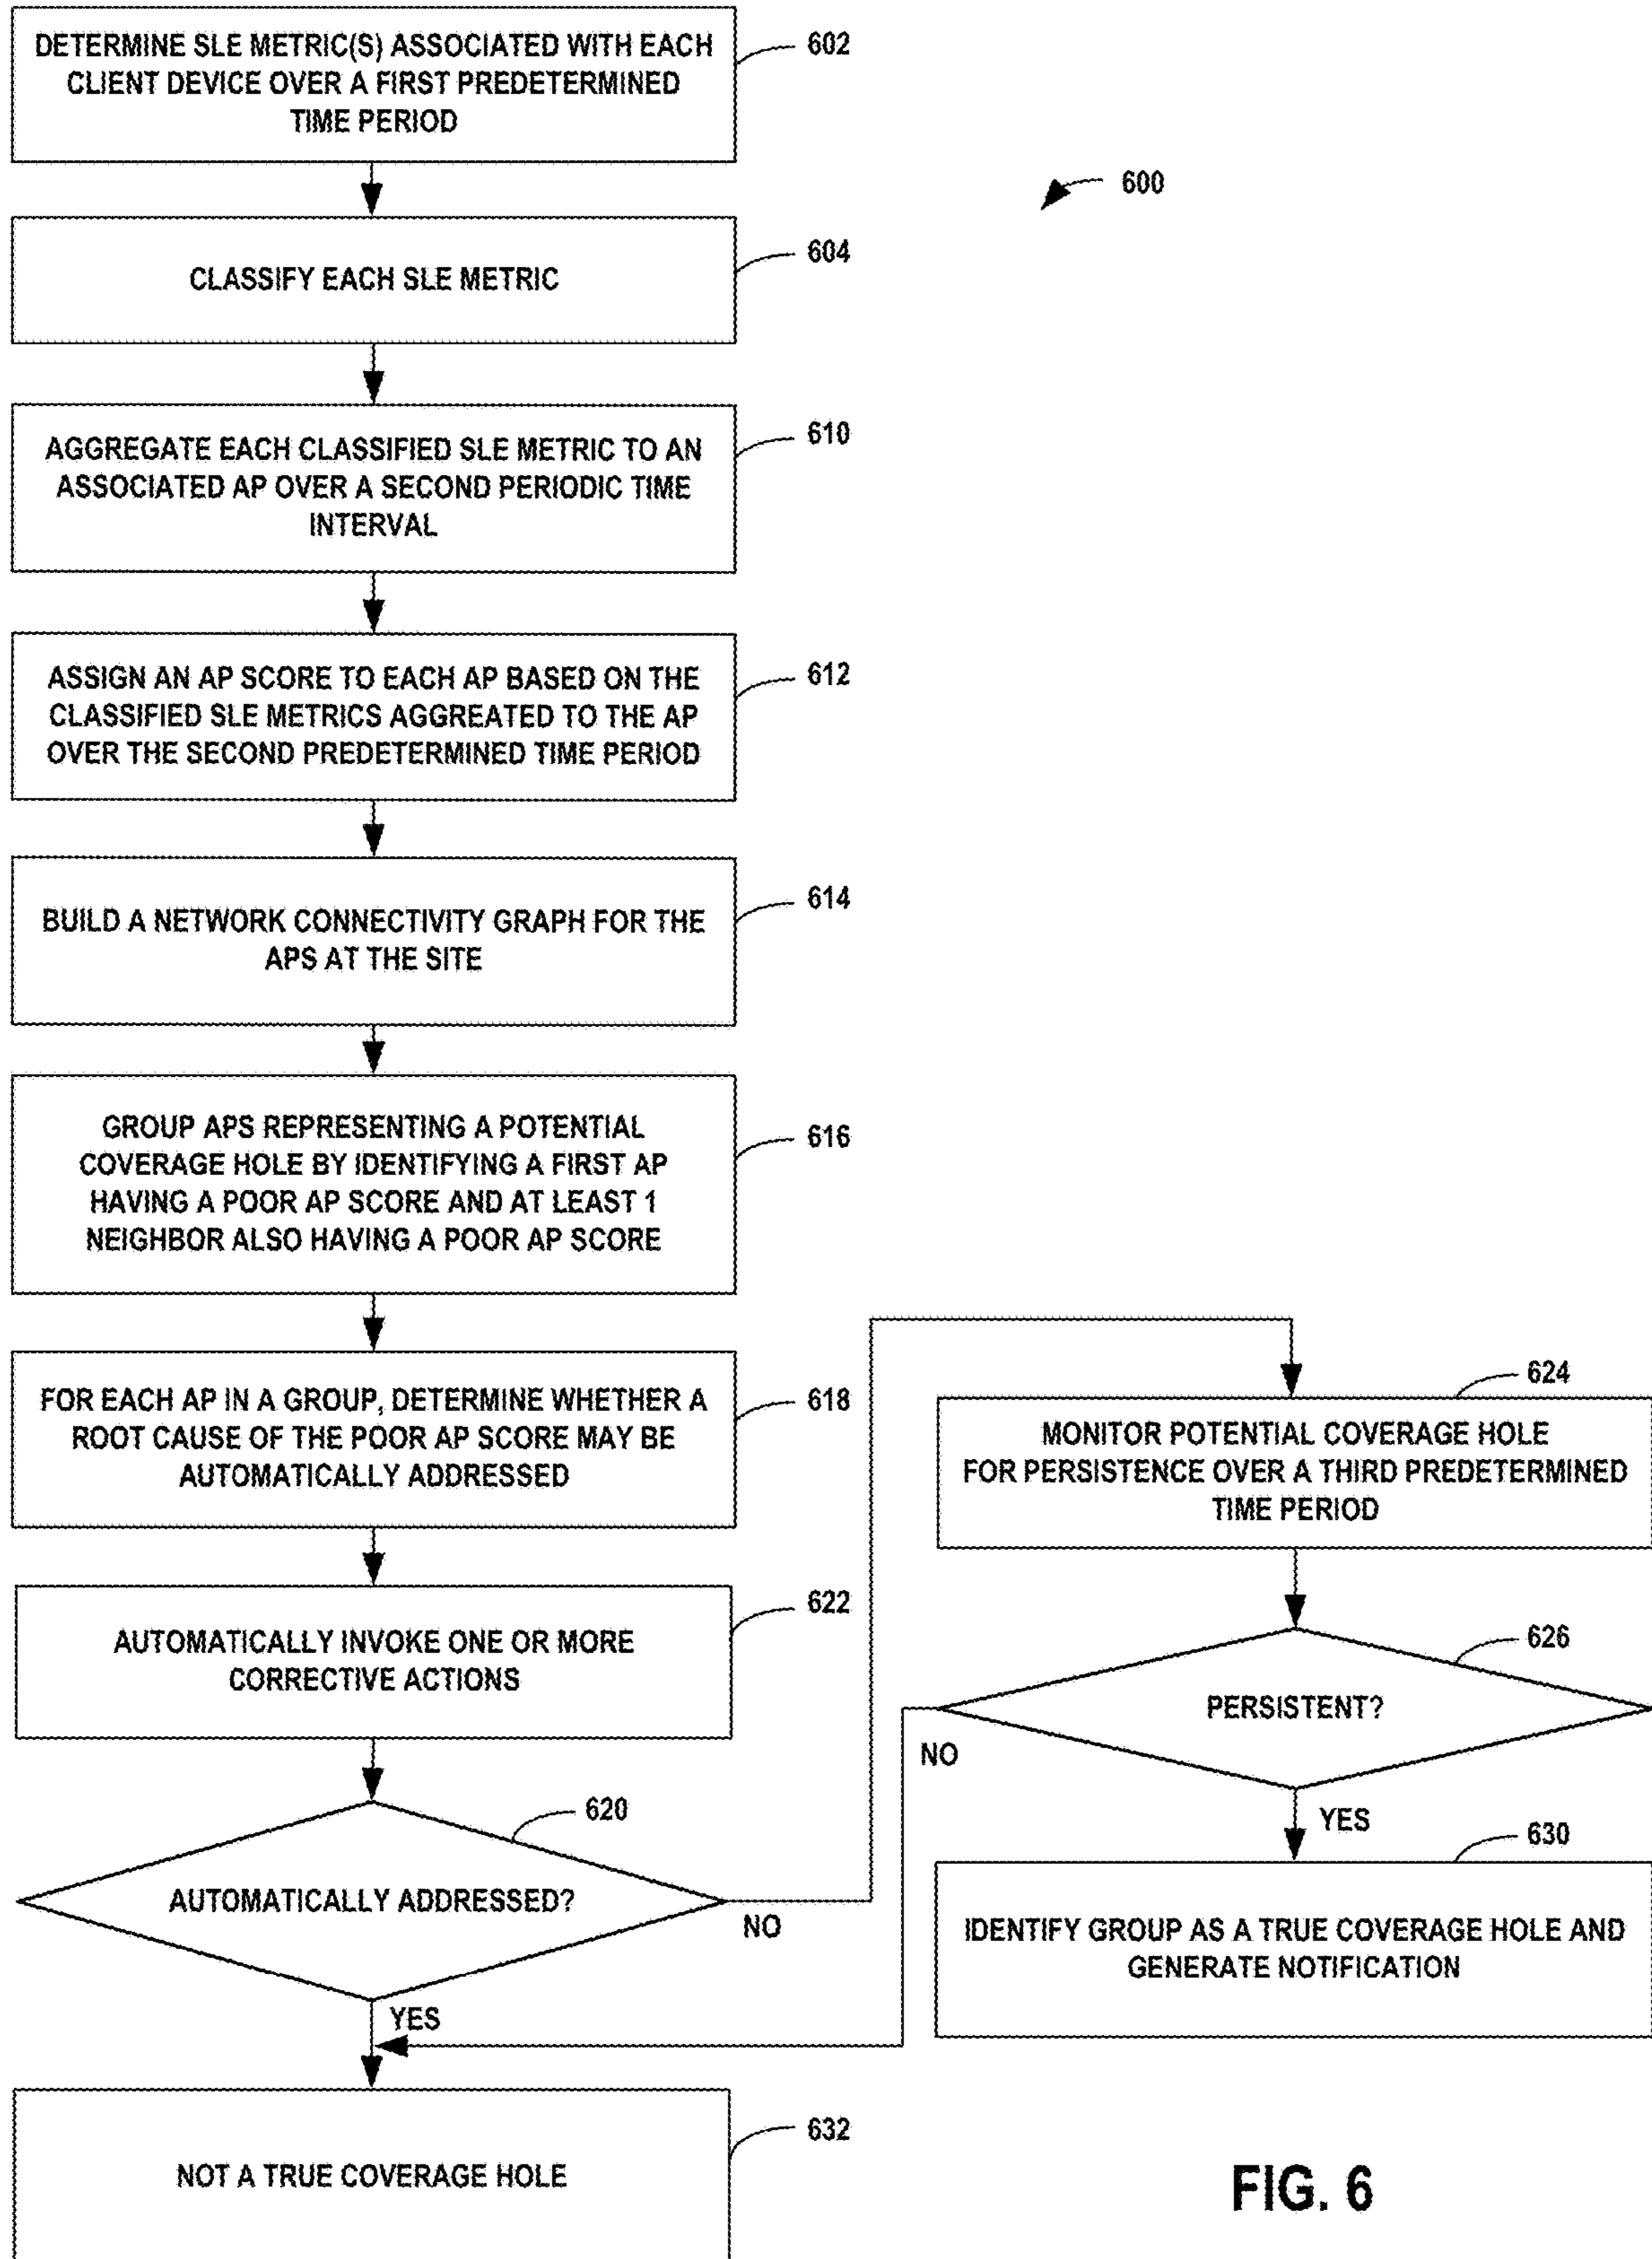 DETERMINE SLE METRIC(S) ASSOCIATED WITH EACH
CLIENT DEVICE OVER A FIRST PREDETERMINED
TIME PERIOD
602
600
CLASSIFY EACH SLE METRIC
604
AGGREGATE EACH CLASSIFIED SLE METRIC TO AN
ASSOCIATED AP OVER A SECOND PERIODIC TIME
INTERVAL
610
ASSIGN AN AP SCORE TO EACH AP BASED ON THE
CLASSIFIED SLE METRICS AGGREATED TO THE AP
OVER THE SECOND PREDETERMINED TIME PERIOD
612
BUILD A NETWORK CONNECTIVITY GRAPH FOR THE
APS AT THE SITE
614
GROUP APS REPRESENTING A POTENTIAL
COVERAGE HOLE BY IDENTIFYING A FIRST AP
HAVING A POOR AP SCORE AND AT LEAST 1
NEIGHBOR ALSO HAVING A POOR AP SCORE
616
FOR EACH AP IN A GROUP, DETERMINE WHETHER A
ROOT CAUSE OF THE POOR AP SCORE MAY BE
AUTOMATICALLY ADDRESSED
618
AUTOMATICALLY INVOKE ONE OR MORE
CORRECTIVE ACTIONS
622
AUTOMATICALLY ADDRESSED?
620
NO
YES
MONITOR POTENTIAL COVERAGE HOLE
FOR PERSISTENCE OVER A THIRD PREDETERMINED
TIME PERIOD
624
PERSISTENT?
626
NO
YES
IDENTIFY GROUP AS A TRUE COVERAGE HOLE AND
GENERATE NOTIFICATION
630
NOT A TRUE COVERAGE HOLE
632
FIG. 6